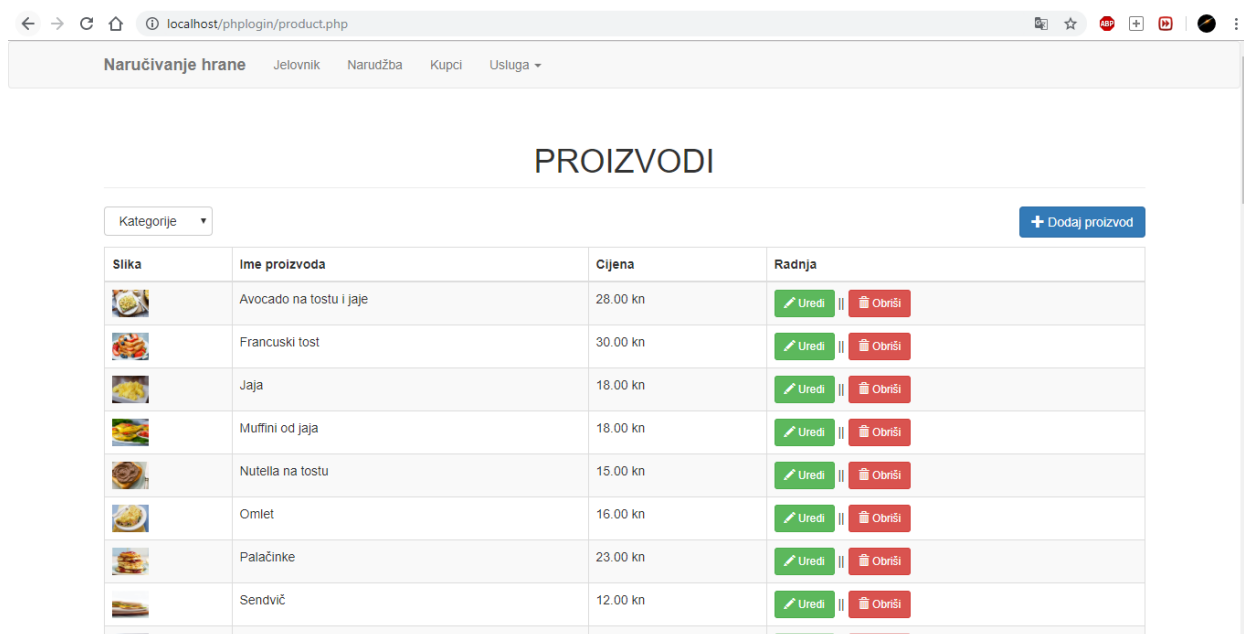 localhost/phplogin/product.php
ABP
Naručivanje hrane Jelovnik Narudžba Kupci Usluga
PROIZVODI
Kategorije
Dodaj proizvod
Slika Ime proizvoda Cijena Radnja
Avocado na tostu i jaje 28.00 kn Uredi || Obriši
Francuski tost 30.00 kn Uredi || Obriši
Jaja 18.00 kn Uredi || Obriši
Muffini od jaja 18.00 kn Uredi || Obriši
Nutella na tostu 15.00 kn Uredi || Obriši
Omlet 16.00 kn Uredi || Obriši
Palačinke 23.00 kn Uredi || Obriši
Sendvič 12.00 kn Uredi || Obriši